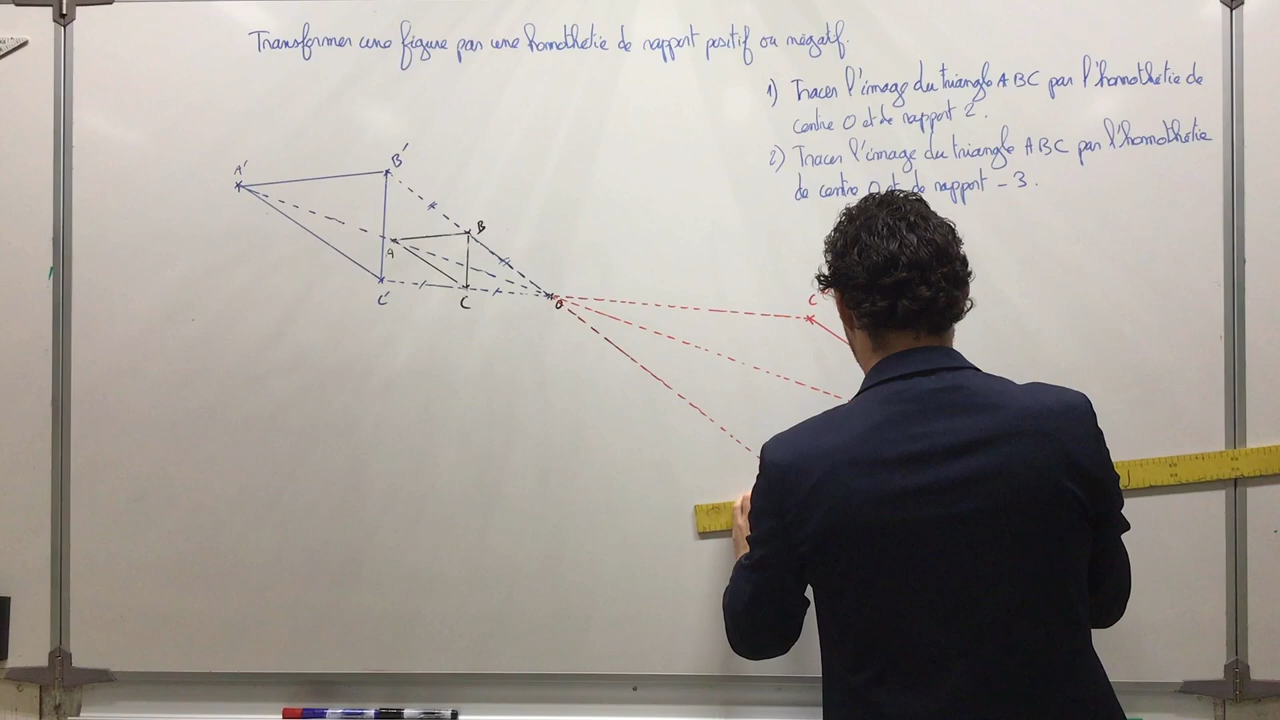 Transformer une figure par une homothétie de rapport positif ou négatif.
1) Tracer l'image du triangle ABC par l'homothétie de
centre O et de rapport 2.
2) Tracer l'image du triangle ABC par l'homothétie
de centre O et de rapport -3.
A'
B'
B
A
C'
C
O
C"